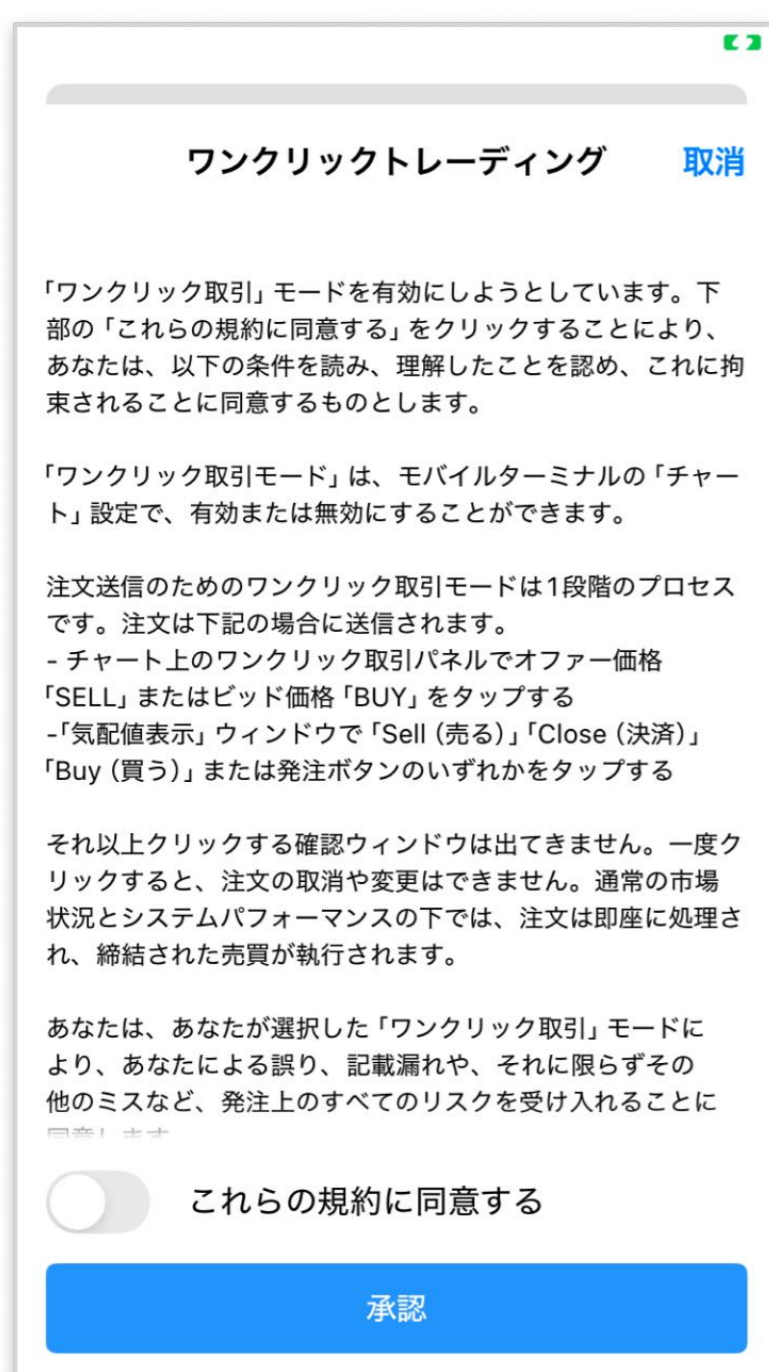 ワンクリックトレーディング 取消
「ワンクリック取引」モードを有効にしようとしています。下
部の「これらの規約に同意する」をクリックすることにより、
あなたは、以下の条件を読み、理解したことを認め、これに拘
束されることに同意するものとします。
「ワンクリック取引モード」は、モバイルターミナルの「チャー
ト」設定で、有効または無効にすることができます。
注文送信のためのワンクリック取引モードは1段階のプロセス
です。注文は下記の場合に送信されます。
- チャート上のワンクリック取引パネルでオファー価格
「SELL」またはビッド価格「BUY」をタップする
-「気配値表示」ウィンドウで「Sell（売る）」「Close（決済）」
「Buy（買う）」または発注ボタンのいずれかをタップする
それ以上クリックする確認ウィンドウは出てきません。一度ク
リックすると、注文の取消や変更はできません。通常の市場
状況とシステムパフォーマンスの下では、注文は即座に処理さ
れ、締結された売買が執行されます。
あなたは、あなたが選択した「ワンクリック取引」モードに
より、あなたによる誤り、記載漏れや、それに限らずその
他のミスなど、発注上のすべてのリスクを受け入れることに
同意します
これらの規約に同意する
承認